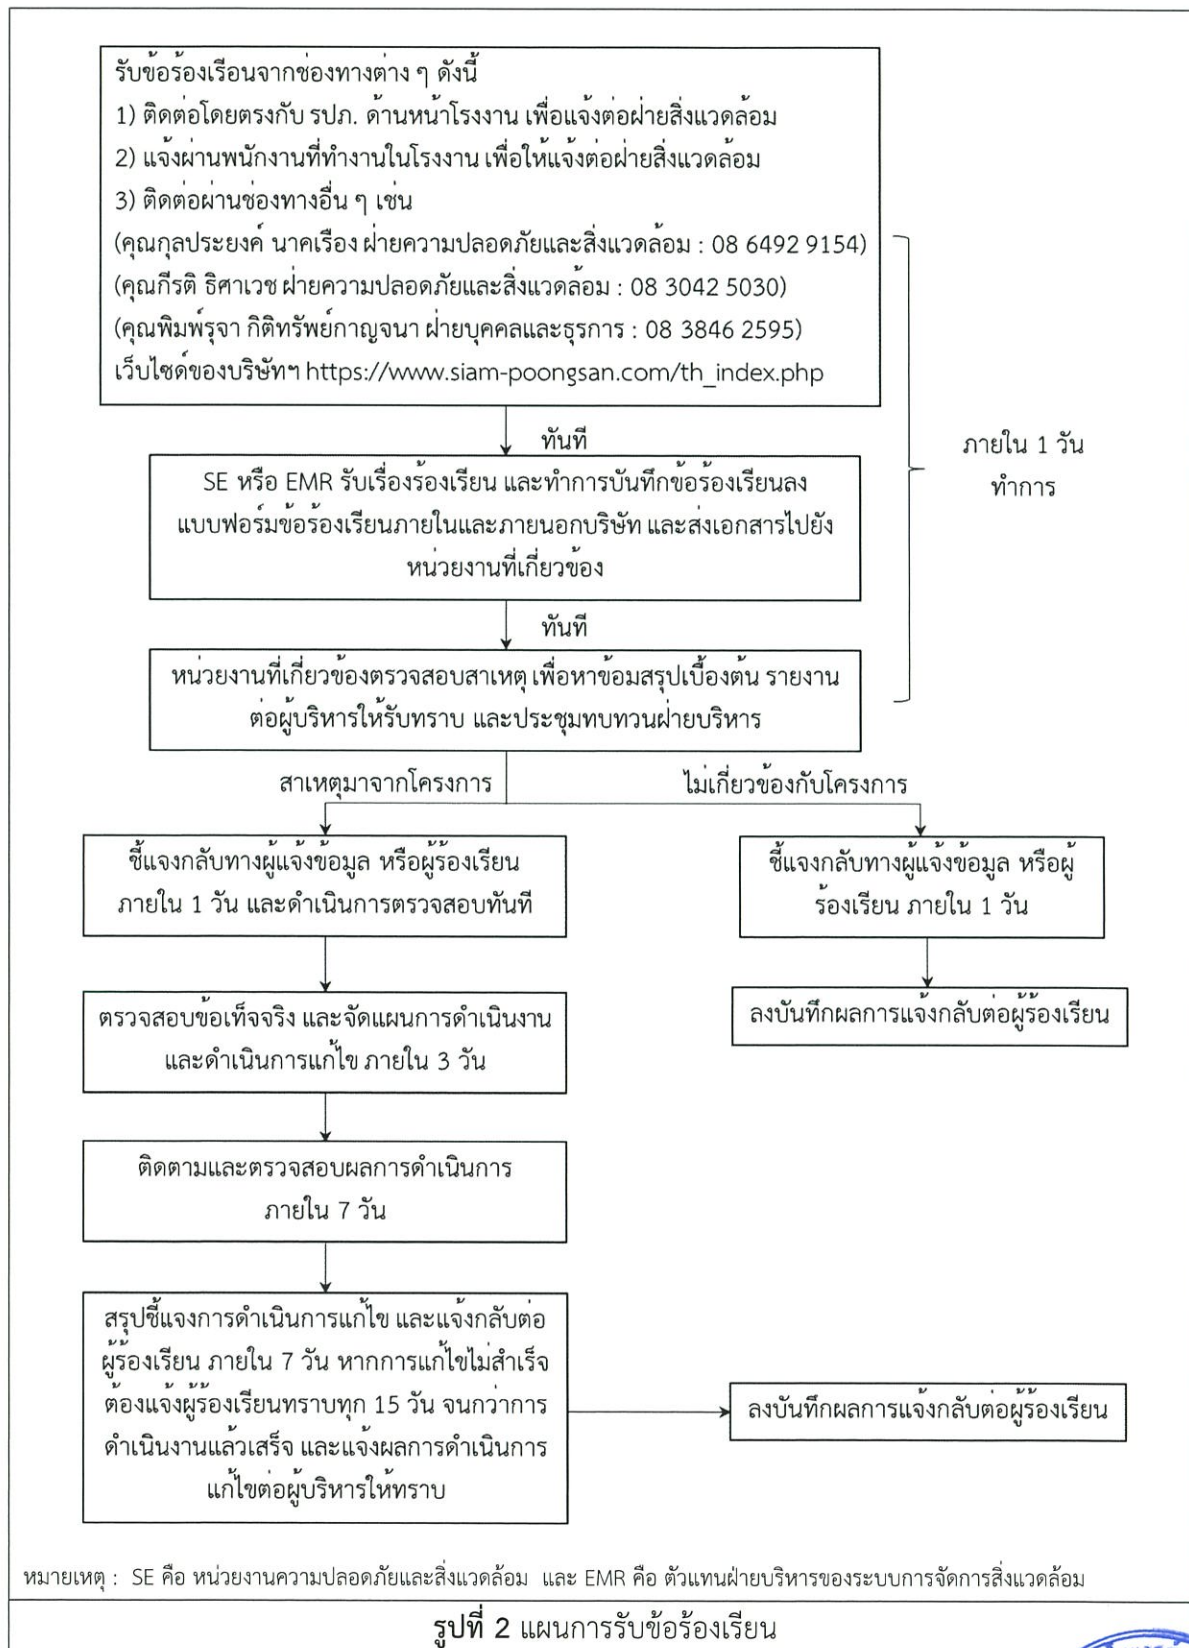 รับข้อร้องเรือนจากช่องทางต่าง ๆ ดังนี้
1) ติดต่อโดยตรงกับ รปภ. ด้านหน้าโรงงาน เพื่อแจ้งต่อฝ่ายสิ่งแวดล้อม
2) แจ้งผ่านพนักงานที่ทำงานในโรงงาน เพื่อให้แจ้งต่อฝ่ายสิ่งแวดล้อม
3) ติดต่อผ่านช่องทางอื่น ๆ เช่น
(คุณกุลประยงค์ นาคเรือง ฝ่ายความปลอดภัยและสิ่งแวดล้อม : 08 6492 9154)
(คุณกีรติ ธิศาเวช ฝ่ายความปลอดภัยและสิ่งแวดล้อม : 08 3042 5030)
(คุณพิมพ์รุจา กิติทรัพย์กาญจนา ฝ่ายบุคคลและธุรการ : 08 3846 2595)
เว็บไซด์ของบริษัทฯ https://www.siam-poongsan.com/th_index.php
ทันที
ภายใน 1 วัน
ทำการ
SE หรือ EMR รับเรื่องร้องเรียน และทำการบันทึกข้อร้องเรียนลง
แบบฟอร์มข้อร้องเรียนภายในและภายนอกบริษัท และส่งเอกสารไปยัง
หน่วยงานที่เกี่ยวข้อง
ทันที
หน่วยงานที่เกี่ยวข้องตรวจสอบสาเหตุ เพื่อหาข้อมสรุปเบื้องต้น รายงาน
ต่อผู้บริหารให้รับทราบ และประชุมทบทวนฝ่ายบริหาร
สาเหตุมาจากโครงการ
ไม่เกี่ยวข้องกับโครงการ
ชี้แจงกลับทางผู้แจ้งข้อมูล หรือผู้ร้องเรียน
ภายใน 1 วัน และดำเนินการตรวจสอบทันที
ชี้แจงกลับทางผู้แจ้งข้อมูล หรือผู้
ร้องเรียน ภายใน 1 วัน
ตรวจสอบข้อเท็จจริง และจัดแผนการดำเนินงาน
และดำเนินการแก้ไข ภายใน 3 วัน
ลงบันทึกผลการแจ้งกลับต่อผู้ร้องเรียน
ติดตามและตรวจสอบผลการดำเนินการ
ภายใน 7 วัน
สรุปชี้แจงการดำเนินการแก้ไข และแจ้งกลับต่อ
ผู้ร้องเรียน ภายใน 7 วัน หากการแก้ไขไม่สำเร็จ
ต้องแจ้งผู้ร้องเรียนทราบทุก 15 วัน จนกว่าการ
ดำเนินงานแล้วเสร็จ และแจ้งผลการดำเนินการ
แก้ไขต่อผู้บริหารให้ทราบ
ลงบันทึกผลการแจ้งกลับต่อผู้ร้องเรียน
หมายเหตุ : SE คือ หน่วยงานความปลอดภัยและสิ่งแวดล้อม และ EMR คือ ตัวแทนฝ่ายบริหารของระบบการจัดการสิ่งแวดล้อม
รูปที่ 2 แผนการรับข้อร้องเรียน